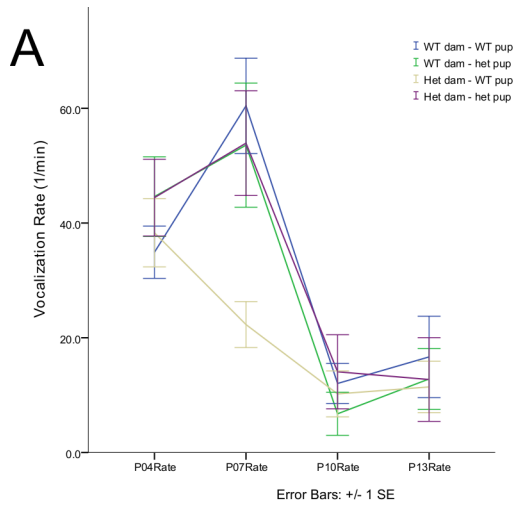 A
WT dam - WT pup
WT dam - het pup
Het dam - WT pup
Het dam - het pup
Vocalization Rate (1/min)
60.0
40.0
20.0
0.0
P04Rate P07Rate P10Rate P13Rate
Error Bars: +/- 1 SE